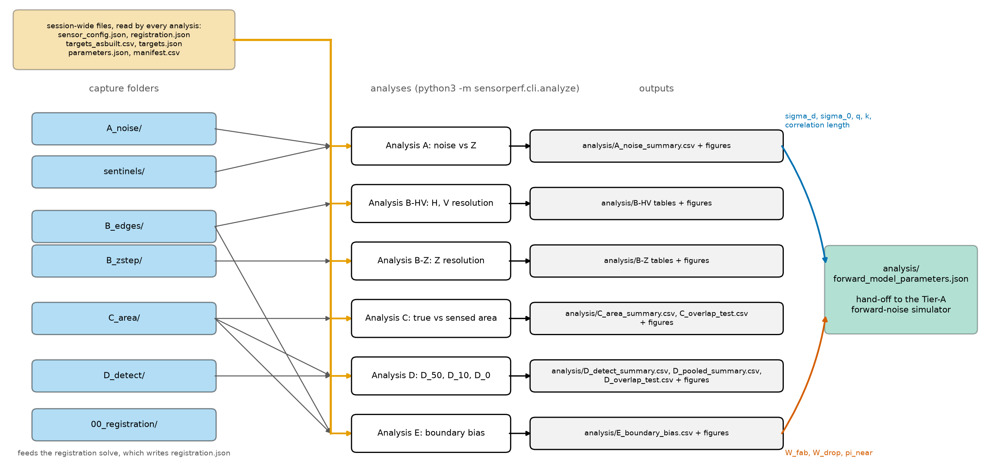 session-wide files, read by every analysis:
sensor_config.json, registration.json
targets_asbuilt.csv, targets.json
parameters.json, manifest.csv
capture folders
analyses (python3 -m sensorperf.cli.analyze)
outputs
A_noise/
sentinels/
B_edges/
B_zstep/
C_area/
D_detect/
00_registration/
feeds the registration solve, which writes registration.json
Analysis A: noise vs Z
Analysis B-HV: H, V resolution
Analysis B-Z: Z resolution
Analysis C: true vs sensed area
Analysis D: D_50, D_10, D_0
Analysis E: boundary bias
analysis/A_noise_summary.csv + figures
analysis/B-HV tables + figures
analysis/B-Z tables + figures
analysis/C_area_summary.csv, C_overlap_test.csv
+ figures
analysis/D_detect_summary.csv, D_pooled_summary.csv,
D_overlap_test.csv + figures
analysis/E_boundary_bias.csv + figures
sigma_d, sigma_0, q, k,
correlation length
analysis/
forward_model_parameters.json
hand-off to the Tier-A
forward-noise simulator
W_fab, W_drop, pi_near